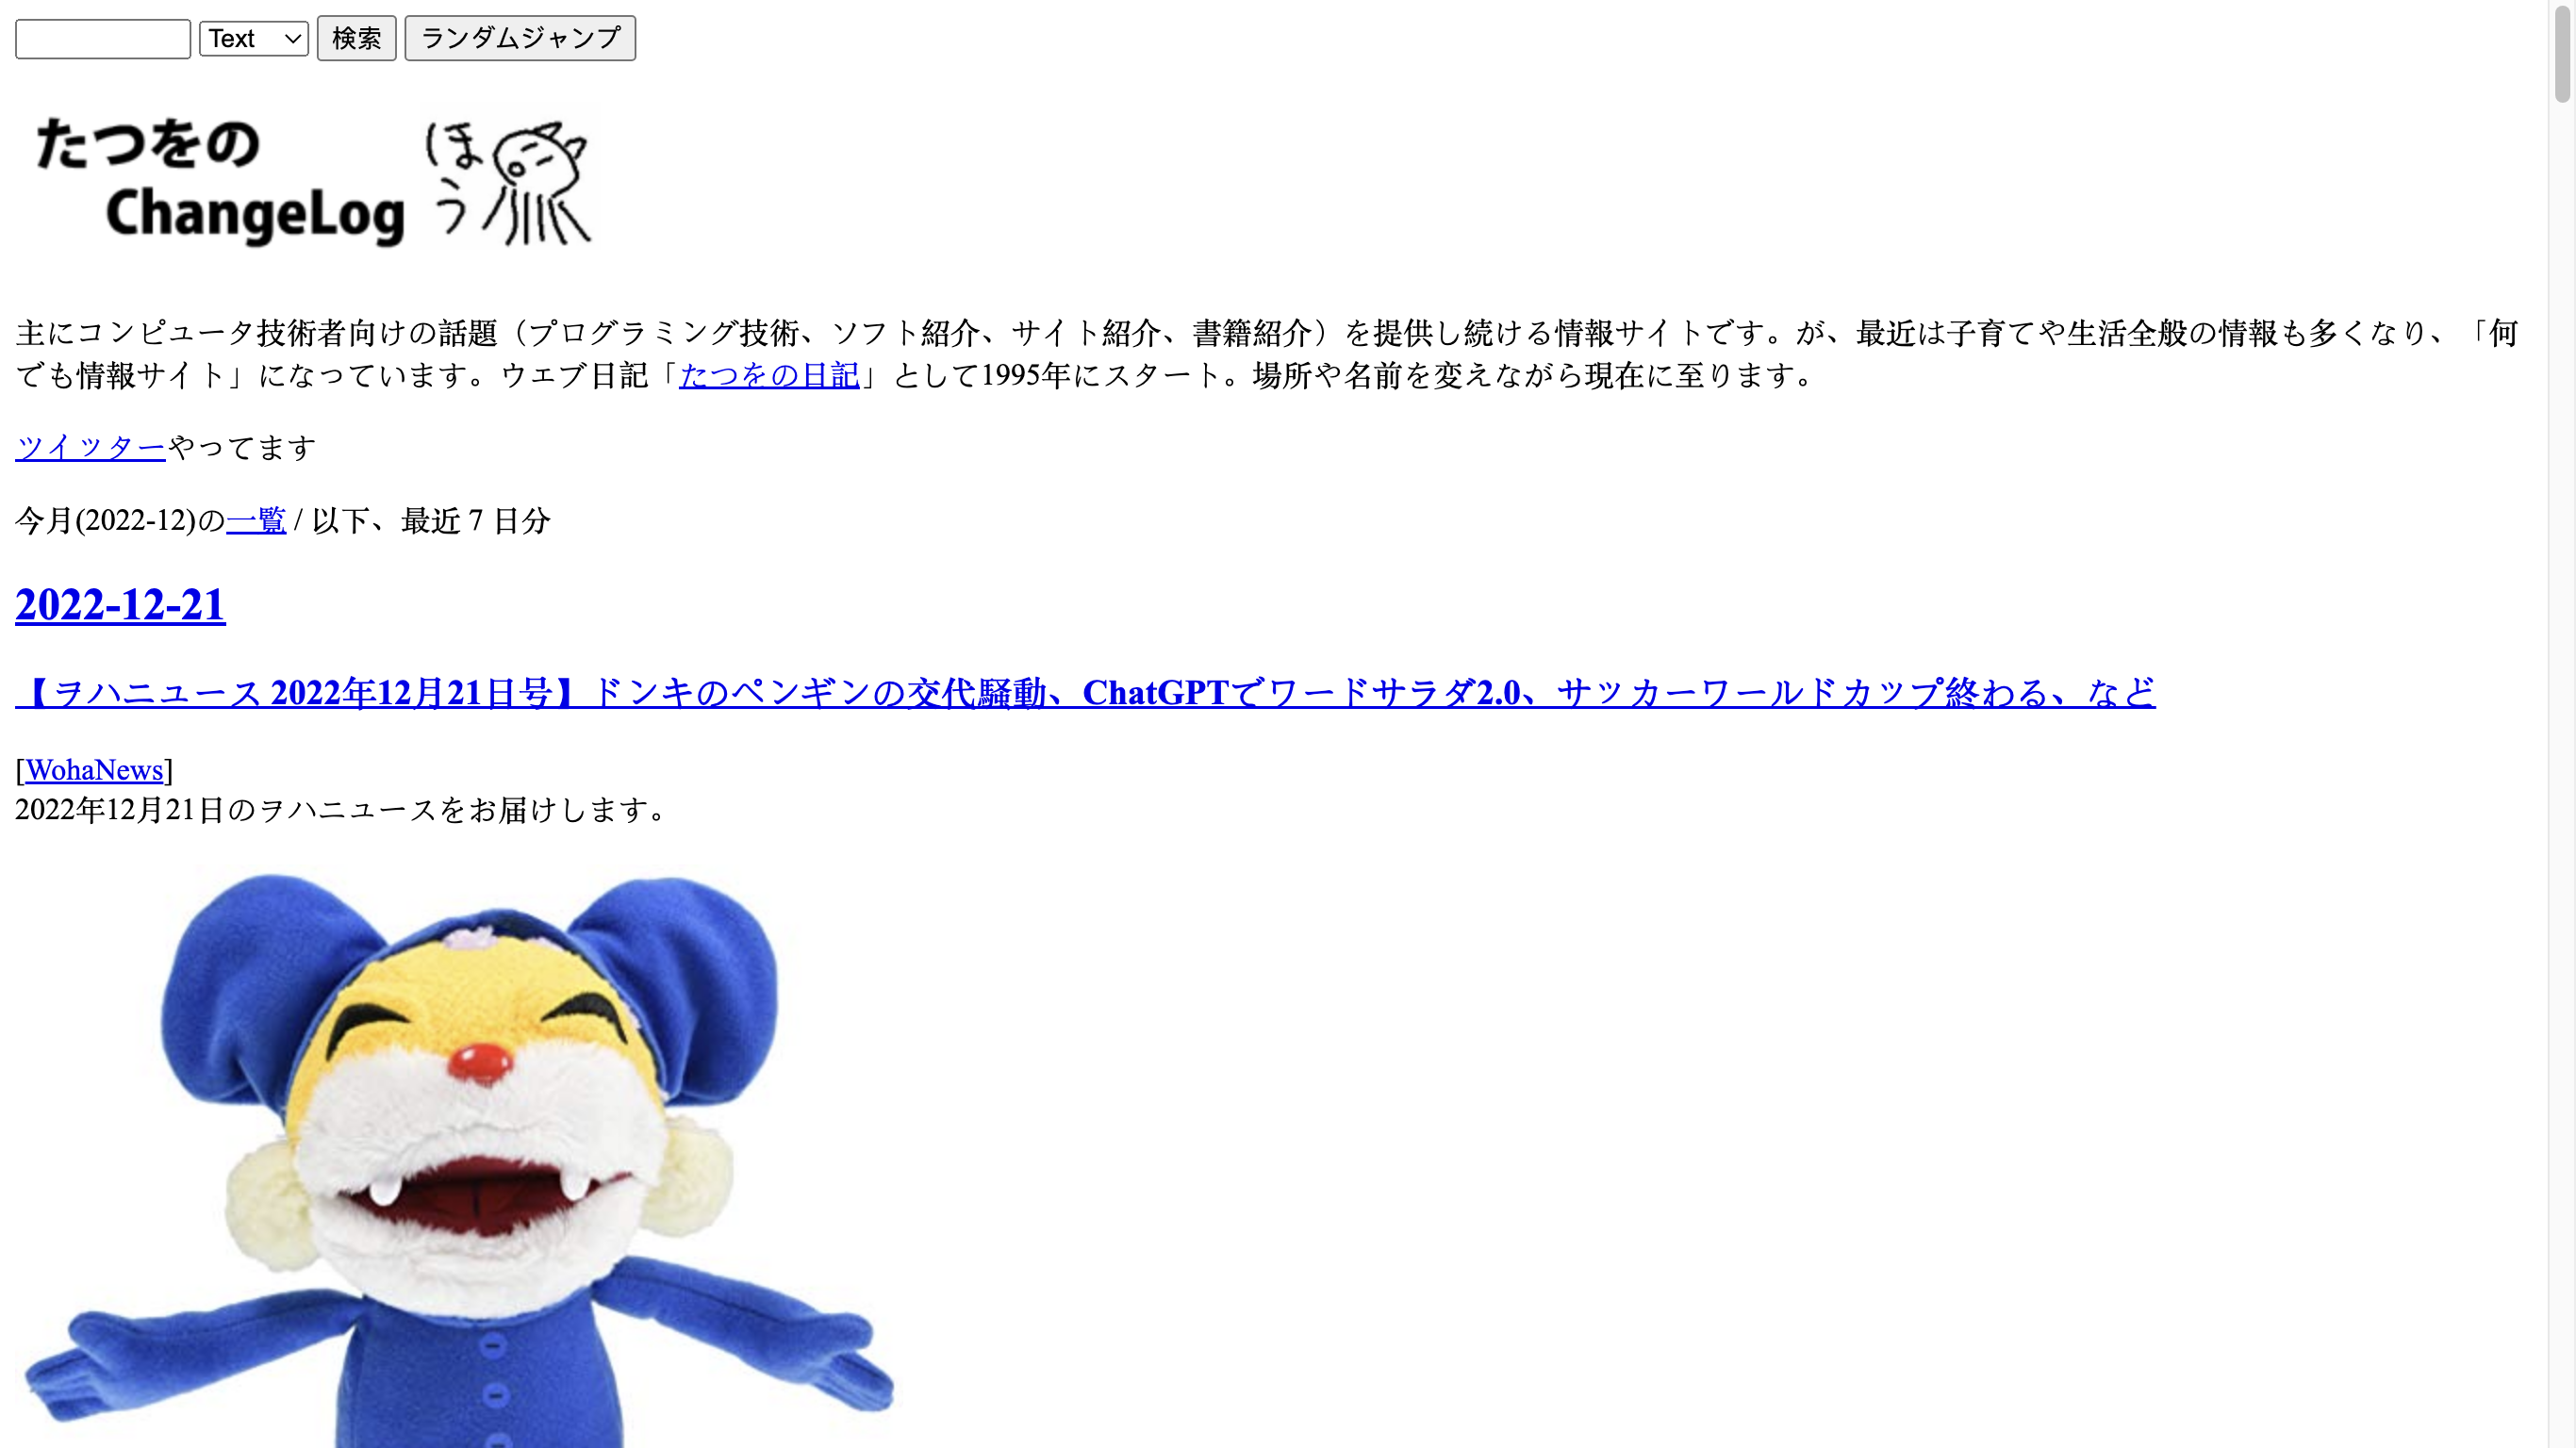 Text 検索 ランダムジャンプ
たつをの
ChangeLog
ほう
主にコンピュータ技術者向けの話題（プログラミング技術、ソフト紹介、サイト紹介、書籍紹介）を提供し続ける情報サイトです。が、最近は子育てや生活全般の情報も多くなり、「何
でも情報サイト」になっています。ウェブ日記「たつをの日記」として1995年にスタート。場所や名前を変えながら現在に至ります。
ツイッターやってます
今月(2022-12)の一覧 / 以下、最近 7 日分
2022-12-21
【ヲハニュース 2022年12月21日号】ドンキのペンギンの交代騒動、ChatGPTでワードサラダ2.0、サッカーワールドカップ終わる、など
[WohaNews]
2022年12月21日のヲハニュースをお届けします。